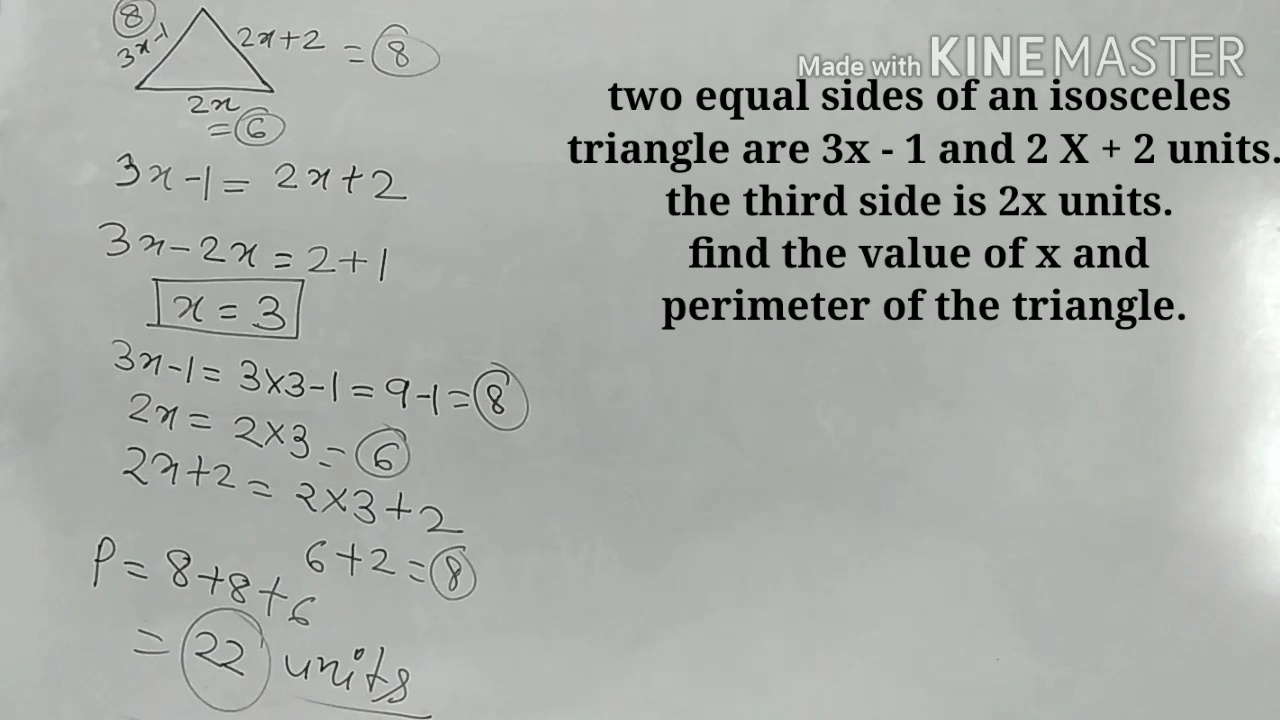 8
3x-1
2x+2 = 8
2x
= 6
3x-1 = 2x+2
3x-2x = 2+1
x = 3
3x-1 = 3×3-1 = 9-1 = 8
2x = 2×3 = 6
2x+2 = 2×3+2
6+2 = 8
P = 8+8+6
= 22 units
Made with KINEMASTER
two equal sides of an isosceles
triangle are 3x - 1 and 2 X + 2 units.
the third side is 2x units.
find the value of x and
perimeter of the triangle.